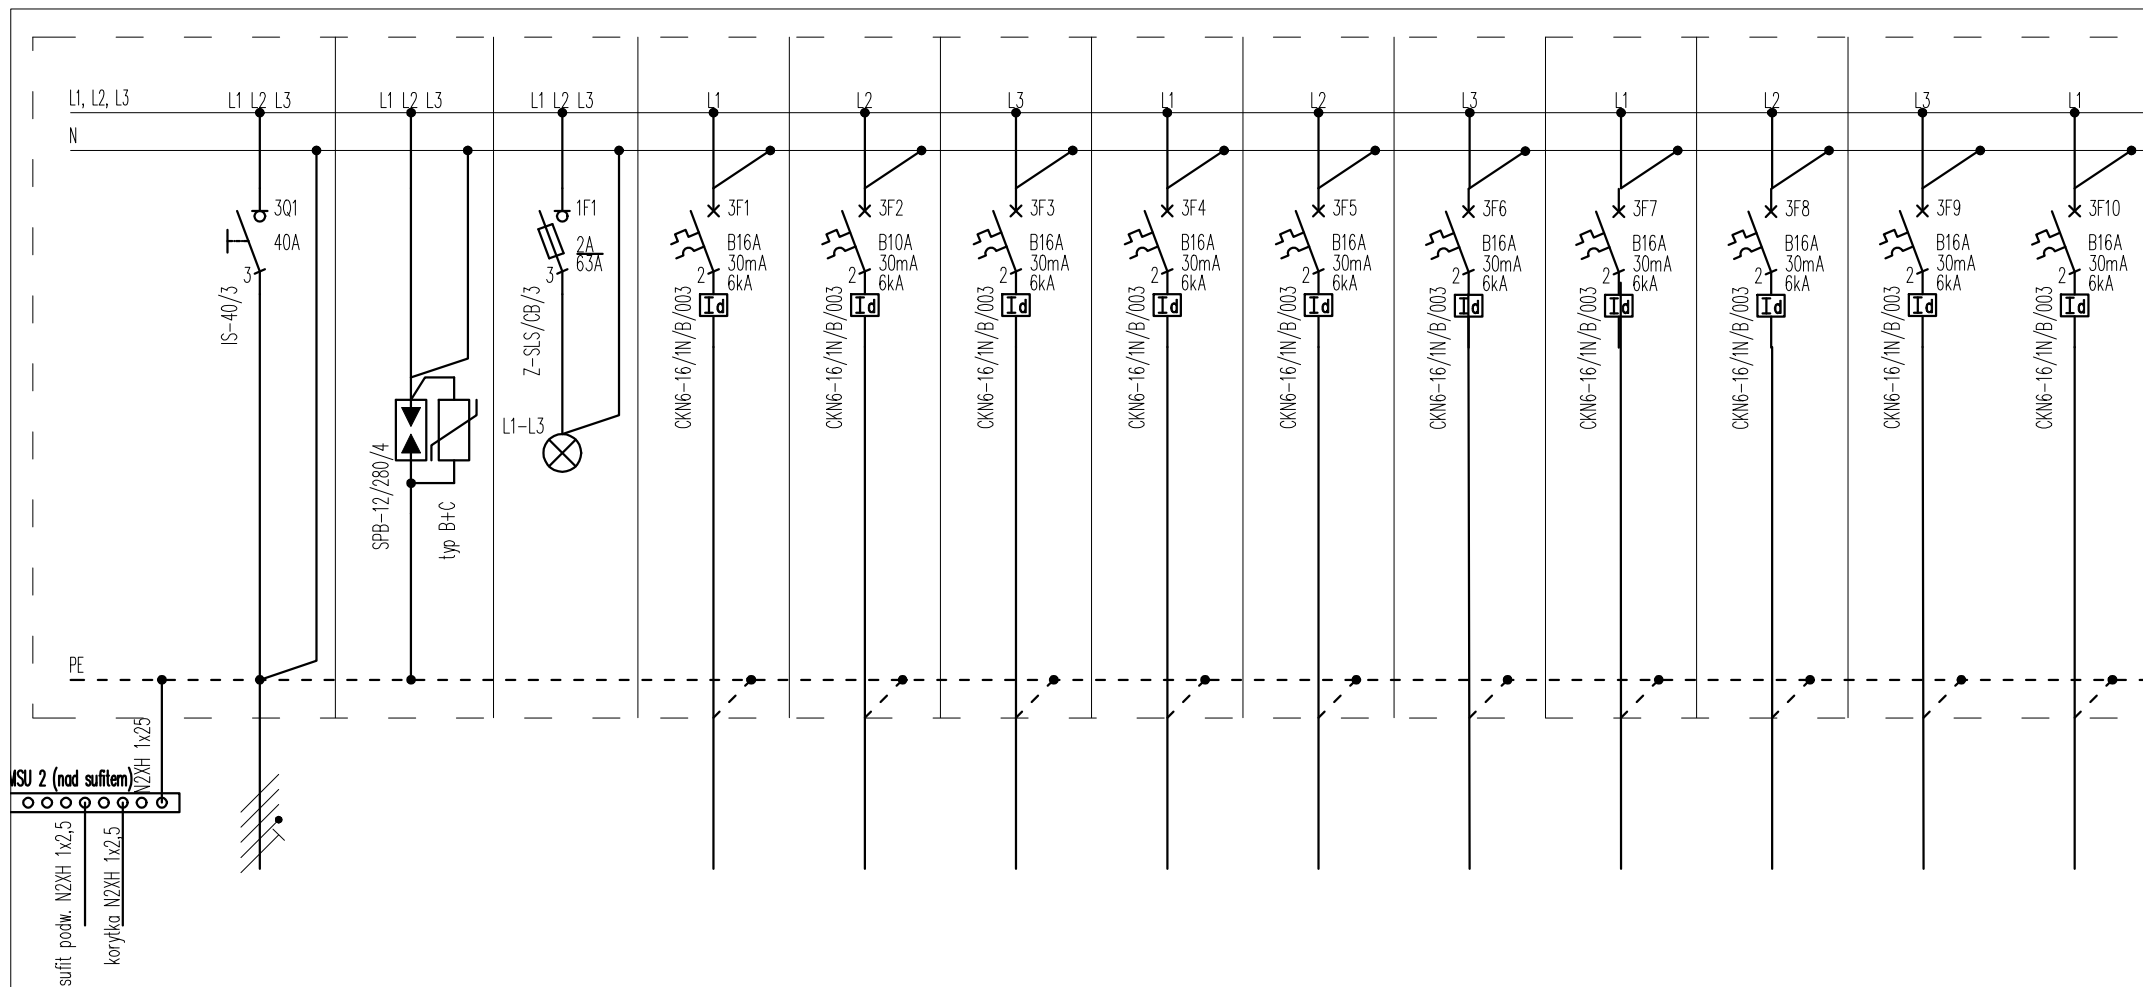 L1, L2, L3
N
PE
L1 L2 L3
3Q1
40A
3
IS-40/3
L1 L2 L3
SPB-12/280/4
typ B+C
L1 L2 L3
1F1
2A
63A
3
Z-SLS/CB/3
L1-L3
L1
3F1
B16A
30mA
6kA
2
Id
CKN6-16/1N/B/003
L2
3F2
B10A
30mA
6kA
2
Id
CKN6-16/1N/B/003
L3
3F3
B16A
30mA
6kA
2
Id
CKN6-16/1N/B/003
L1
3F4
B16A
30mA
6kA
2
Id
CKN6-16/1N/B/003
L2
3F5
B16A
30mA
6kA
2
Id
CKN6-16/1N/B/003
L3
3F6
B16A
30mA
6kA
2
Id
CKN6-16/1N/B/003
L1
3F7
B16A
30mA
6kA
2
Id
CKN6-16/1N/B/003
L2
3F8
B16A
30mA
6kA
2
Id
CKN6-16/1N/B/003
L3
3F9
B16A
30mA
6kA
2
Id
CKN6-16/1N/B/003
L1
3F10
B16A
30mA
6kA
2
Id
CKN6-16/1N/B/003
N2XH 1x25
MSU 2 (nad sufitem)
sufit podw. N2XH 1x2,5
korytka N2XH 1x2,5